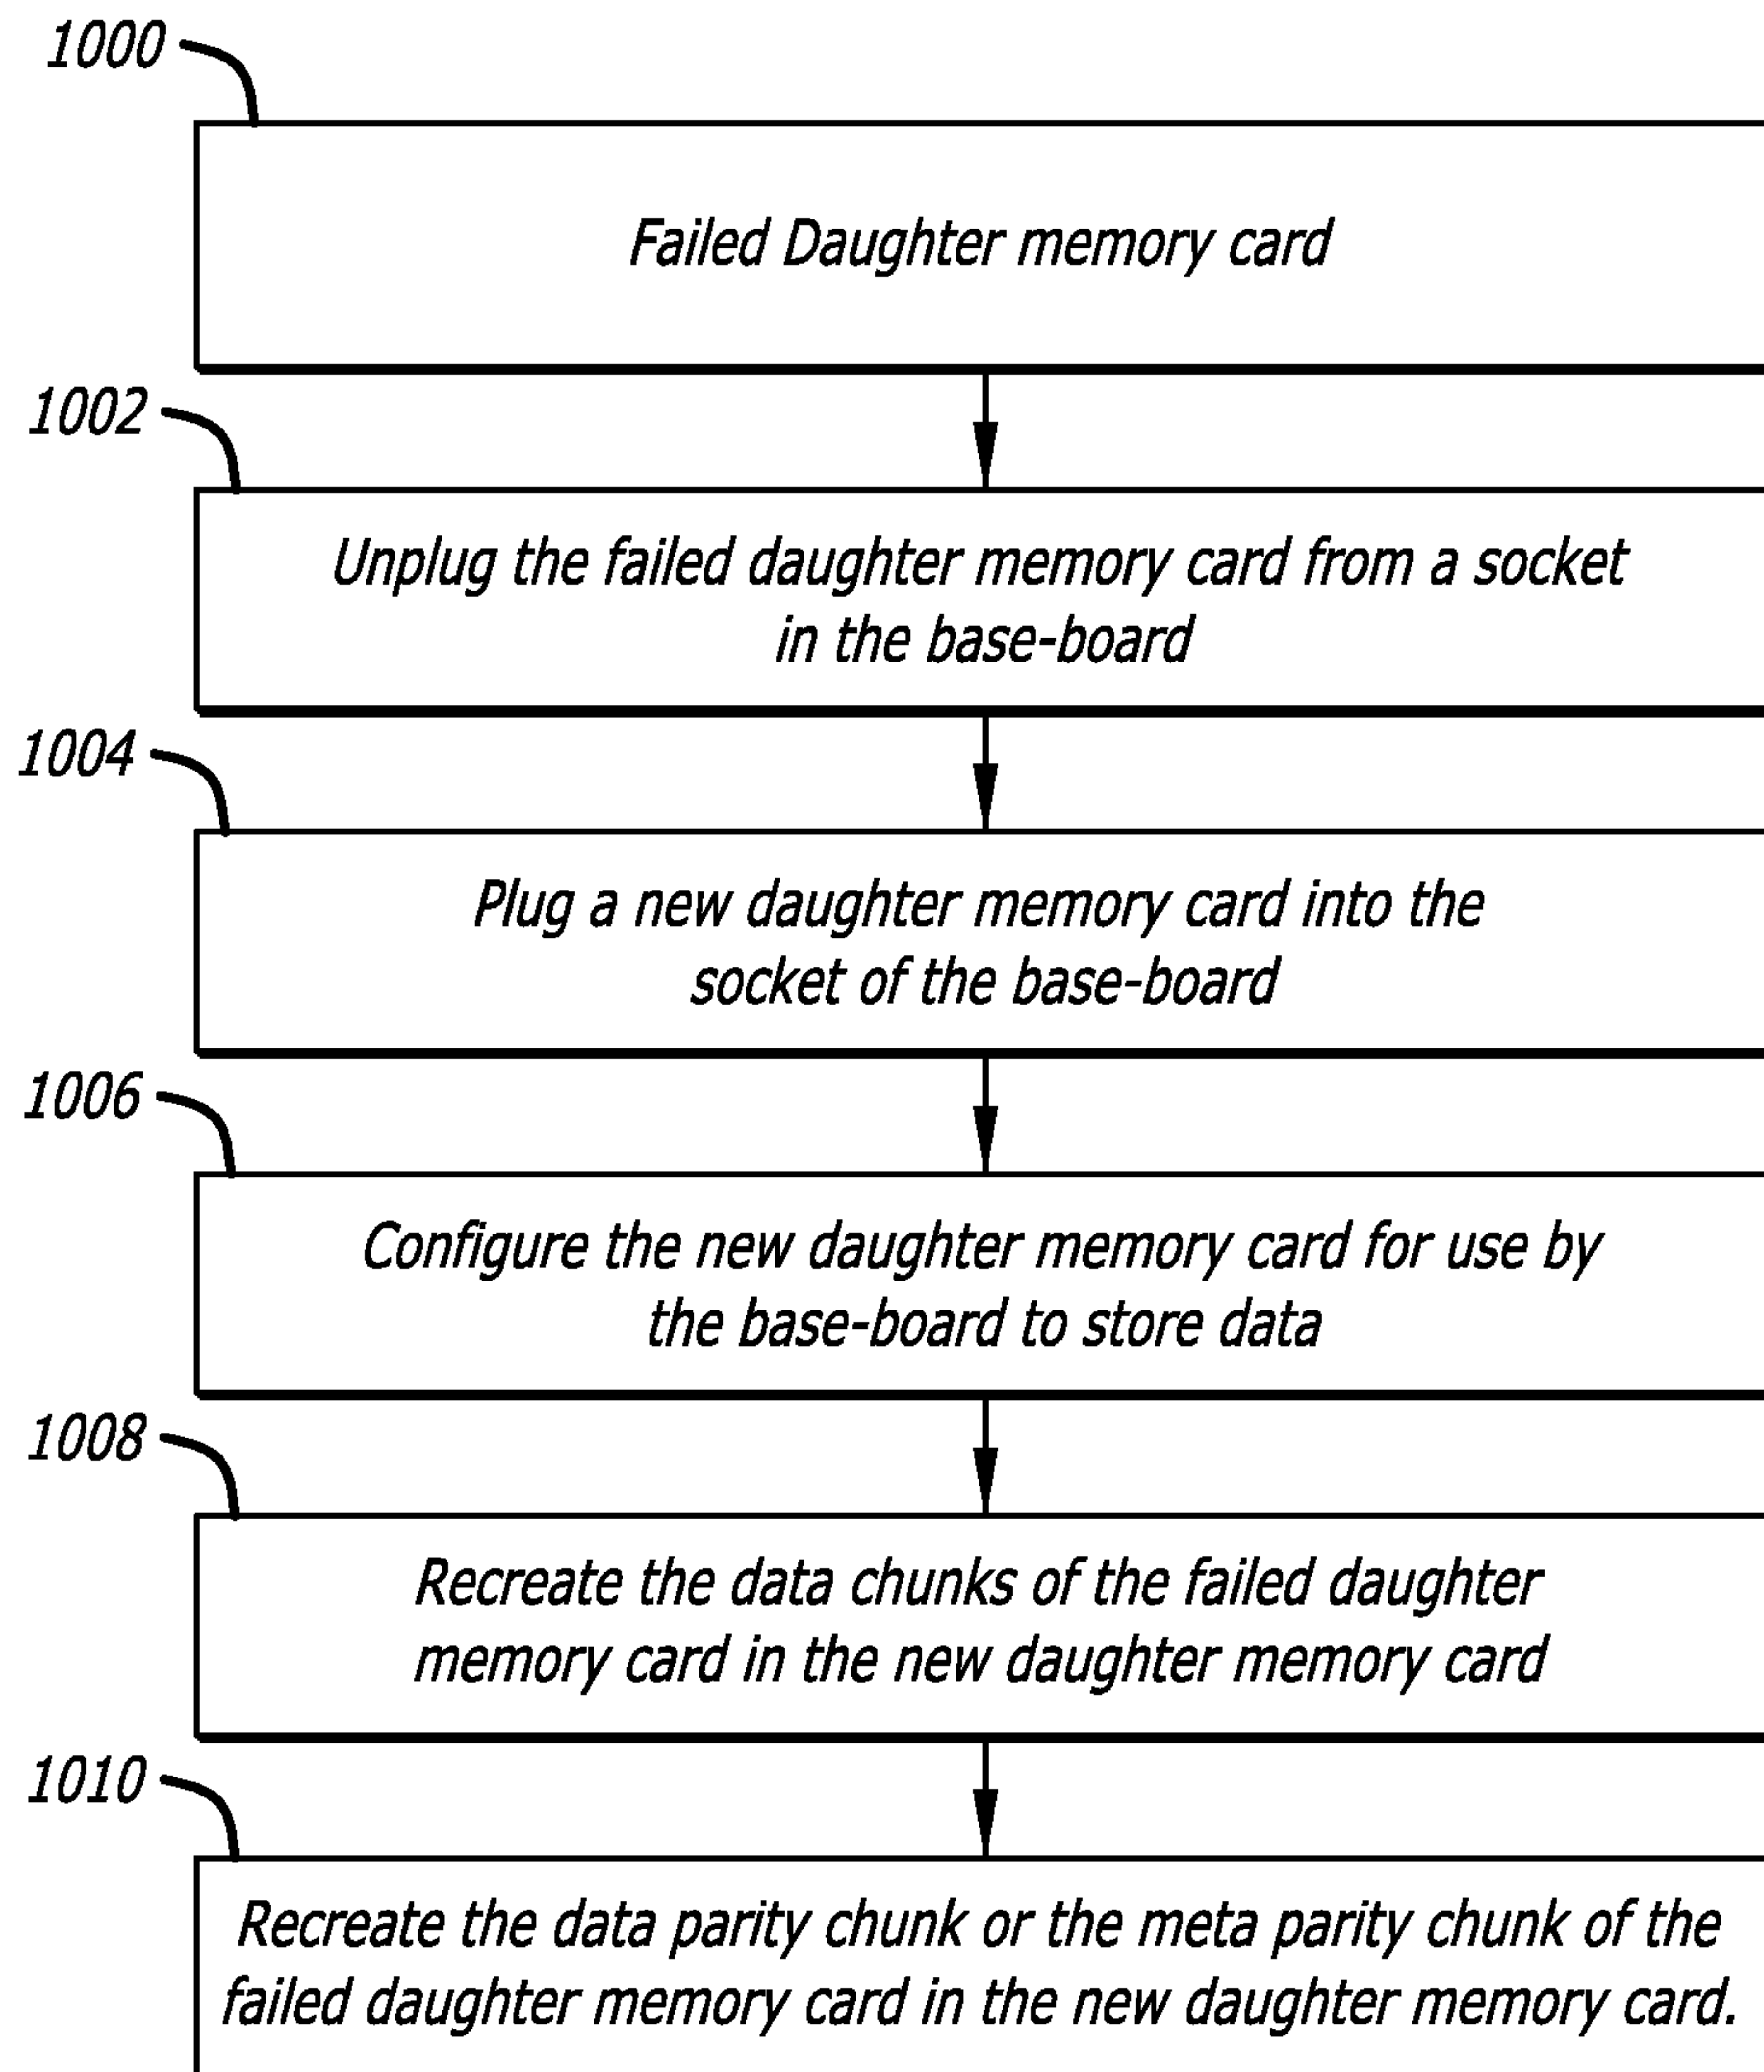 1000
Failed Daughter memory card
1002
Unplug the failed daughter memory card from a socket
in the base-board
1004
Plug a new daughter memory card into the
socket of the base-board
1006
Configure the new daughter memory card for use by
the base-board to store data
1008
Recreate the data chunks of the failed daughter
memory card in the new daughter memory card
1010
Recreate the data parity chunk or the meta parity chunk of the
failed daughter memory card in the new daughter memory card.